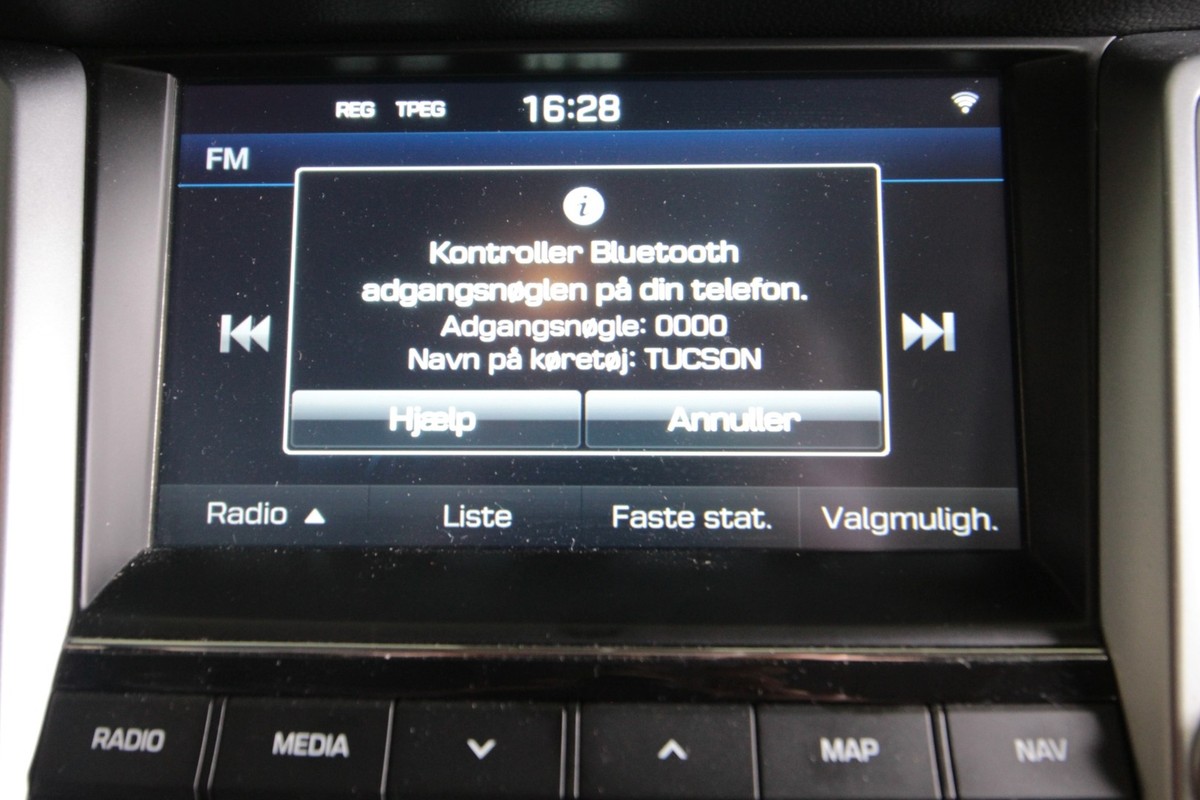 REG TPEG 16:28
FM
Kontroller Bluetooth
adgangsnøglen på din telefon.
Adgangsnøgle: 0000
Navn på køretøj: TUCSON
Hjælp Annuller
Radio ▲ Liste Faste stat. Valgmuligh.
RADIO MEDIA MAP NAV